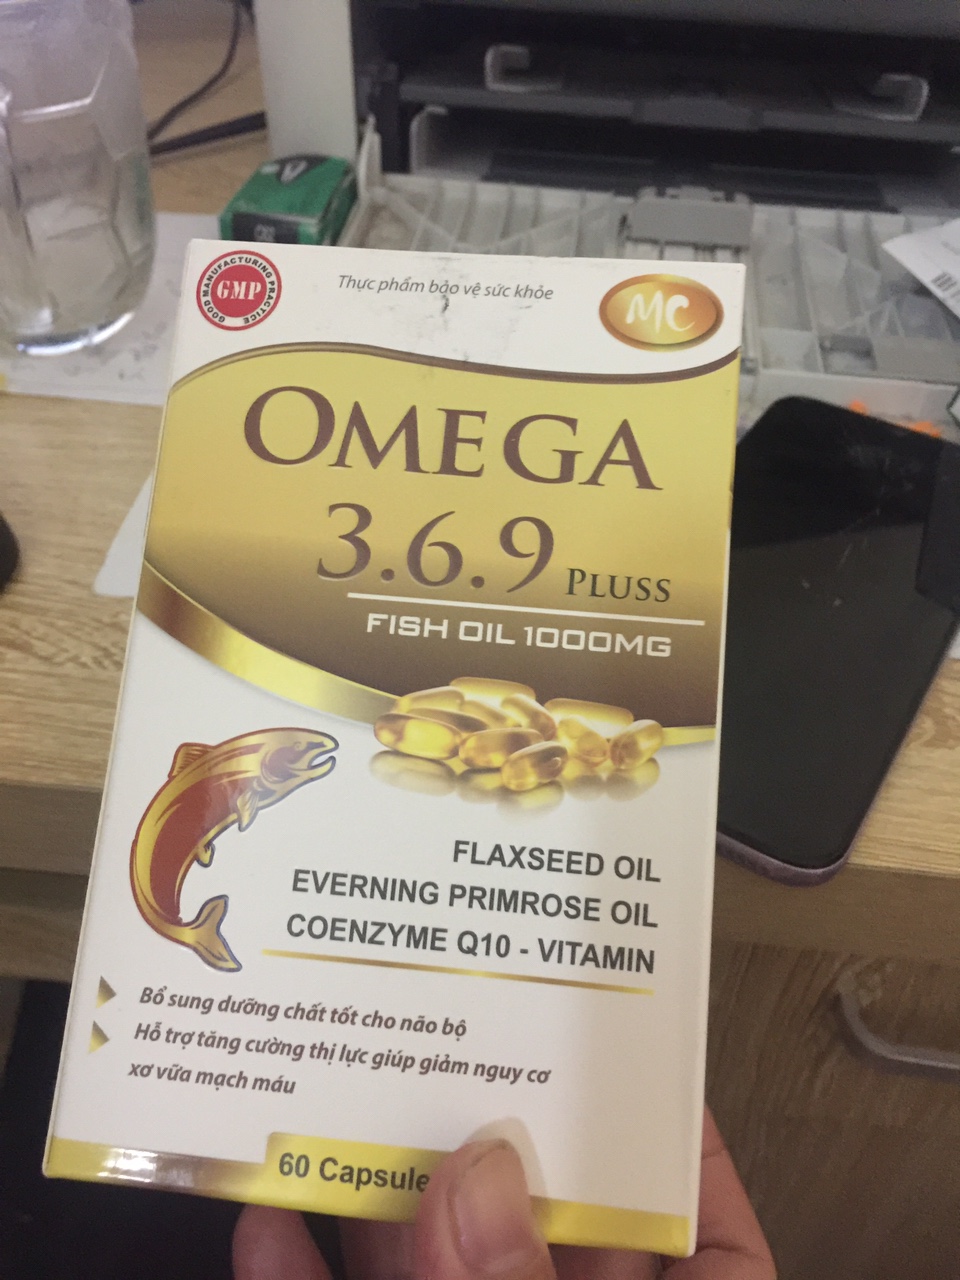 GOOD MANUFACTURING PRACTICE
GMP
Thực phẩm bảo vệ sức khỏe
MC
OMEGA
3.6.9 PLUSS
FISH OIL 1000MG
FLAXSEED OIL
EVERNING PRIMROSE OIL
COENZYME Q10 - VITAMIN
Bổ sung dưỡng chất tốt cho não bộ
Hỗ trợ tăng cường thị lực giúp giảm nguy cơ
xơ vữa mạch máu
60 Capsule